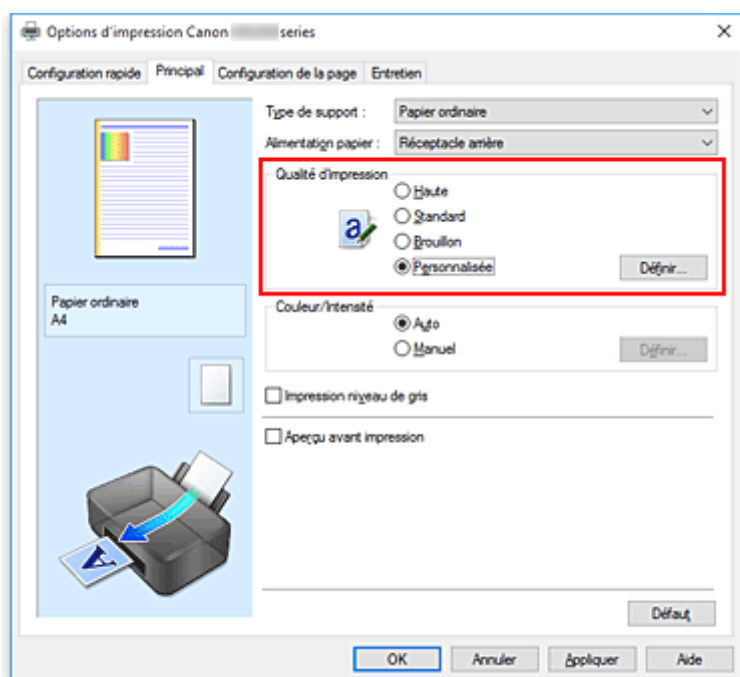 Options d'impression Canon series
Configuration rapide Principal Configuration de la page Entretien
Type de support : Papier ordinaire
Alimentation papier : Réceptacle arrière
Qualité d'impression
Haute
Standard
Brouillon
Personnalisée Définir...
Papier ordinaire
A4
Couleur/Intensité
Auto
Manuel Définir...
Impression niveau de gris
Aperçu avant impression
Défaut
OK Annuler Appliquer Aide